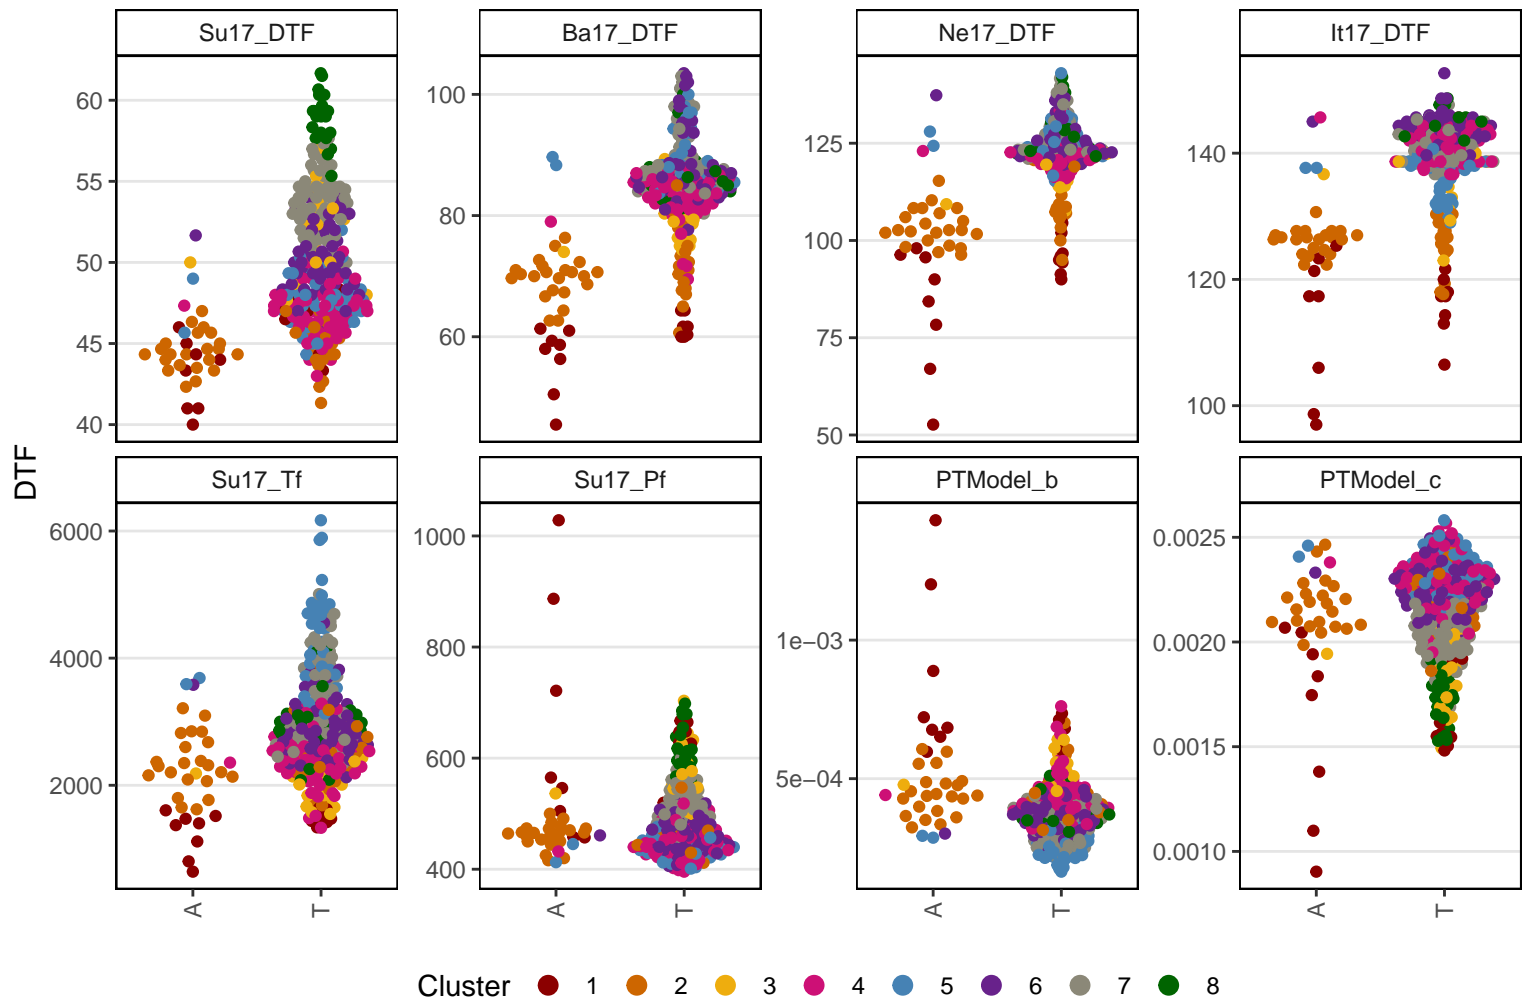 Su17_DTF
Ba17_DTF
Ne17_DTF
It17_DTF
60
55
50
45
40
100
80
60
125
100
75
50
140
120
100
DTF
Su17_Tf
Su17_Pf
PTModel_b
PTModel_c
6000
4000
2000
1000
800
600
400
1e−03
5e−04
0.0025
0.0020
0.0015
0.0010
A
T
A
T
A
T
A
T
Cluster 1 2 3 4 5 6 7 8